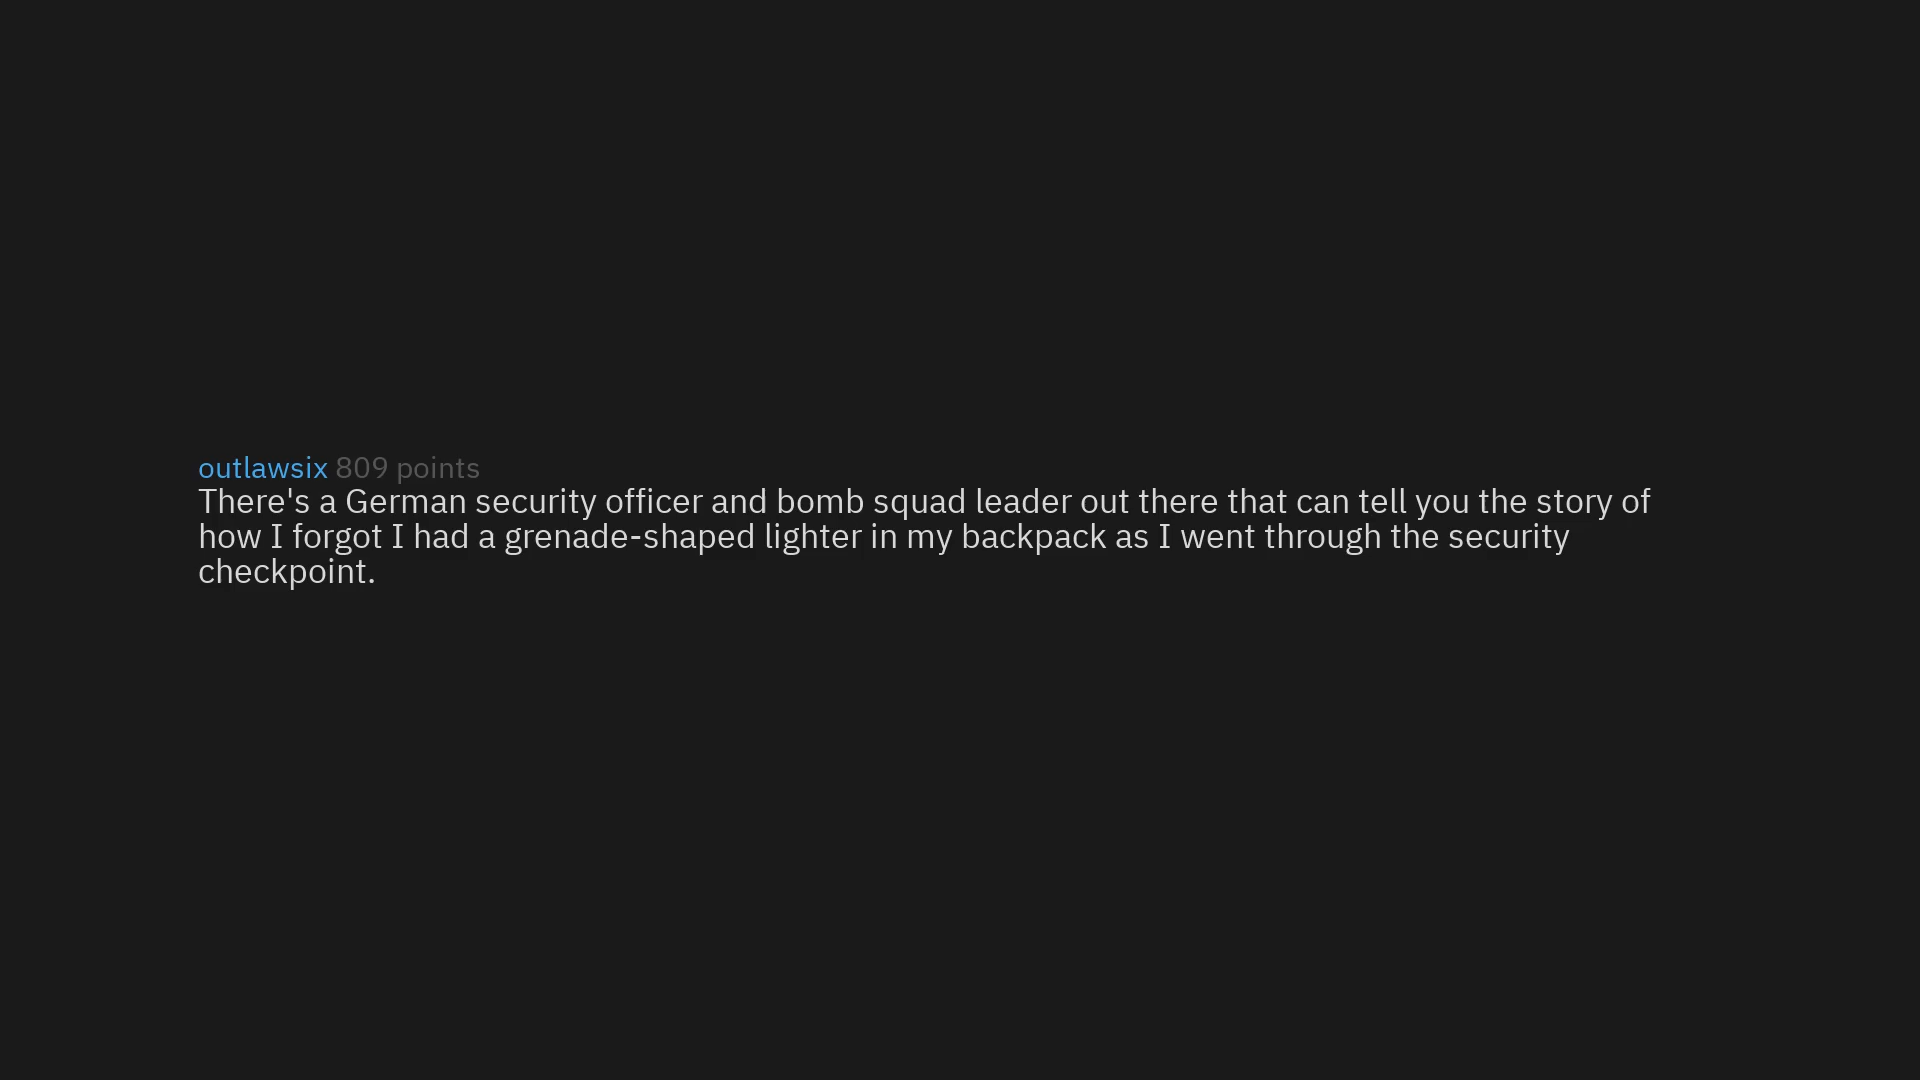 outlawsix 809 points
There's a German security officer and bomb squad leader out there that can tell you the story of
how I forgot I had a grenade-shaped lighter in my backpack as I went through the security
checkpoint.